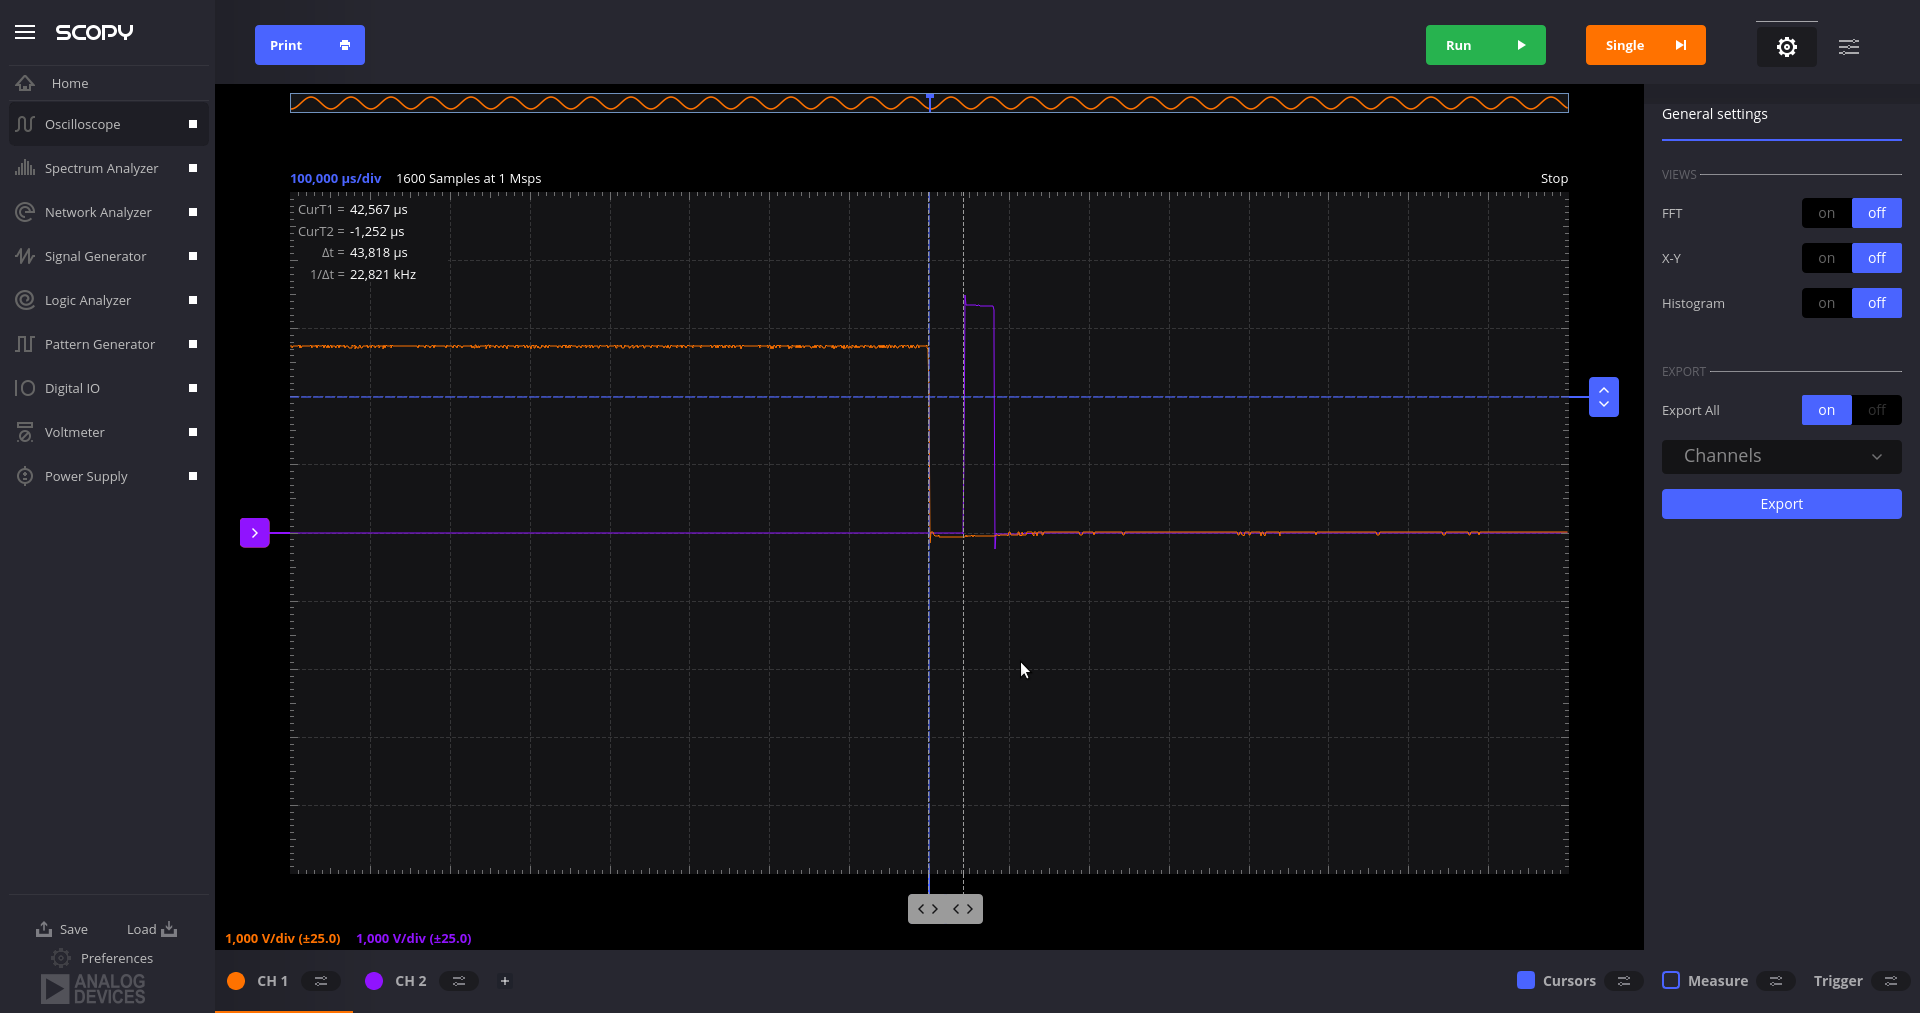 SCOPY
Print
Run
Single
Home
Oscilloscope
Spectrum Analyzer
Network Analyzer
Signal Generator
Logic Analyzer
Pattern Generator
Digital IO
Voltmeter
Power Supply
100,000 µs/div 1600 Samples at 1 Msps
Stop
CurT1 = 42,567 µs
CurT2 = -1,252 µs
Δt = 43,818 µs
1/Δt = 22,821 kHz
General settings
VIEWS
FFT on off
X-Y on off
Histogram on off
EXPORT
Export All on off
Channels
Export
Save Load
Preferences
ANALOG
DEVICES
1,000 V/div (±25.0) 1,000 V/div (±25.0)
CH 1 CH 2 +
Cursors Measure Trigger